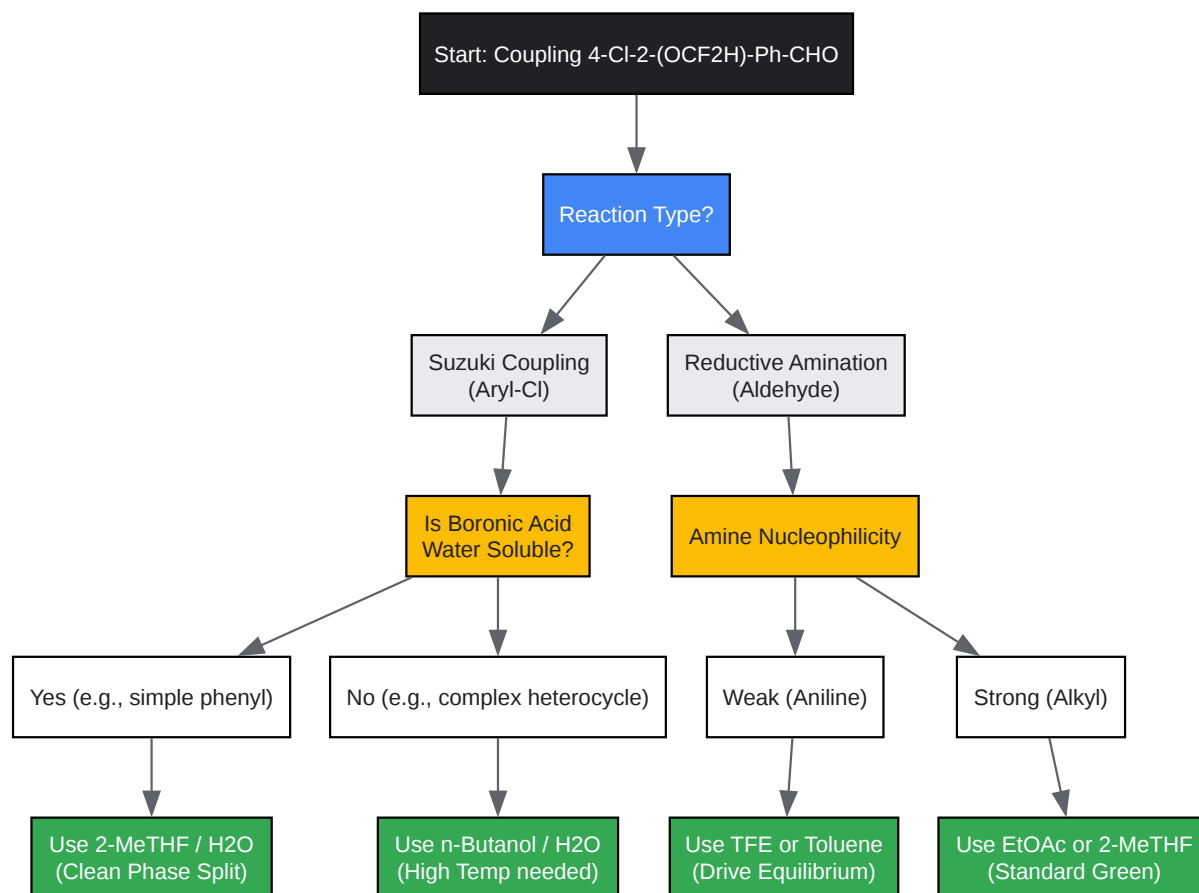 Start: Coupling 4-Cl-2-(OCF2H)-Ph-CHO
Reaction Type?
Suzuki Coupling
(Aryl-Cl)
Reductive Amination
(Aldehyde)
Is Boronic Acid
Water Soluble?
Amine Nucleophilicity
Yes (e.g., simple phenyl)
No (e.g., complex heterocycle)
Weak (Aniline)
Strong (Alkyl)
Use 2-MeTHF / H2O
(Clean Phase Split)
Use n-Butanol / H2O
(High Temp needed)
Use TFE or Toluene
(Drive Equilibrium)
Use EtOAc or 2-MeTHF
(Standard Green)